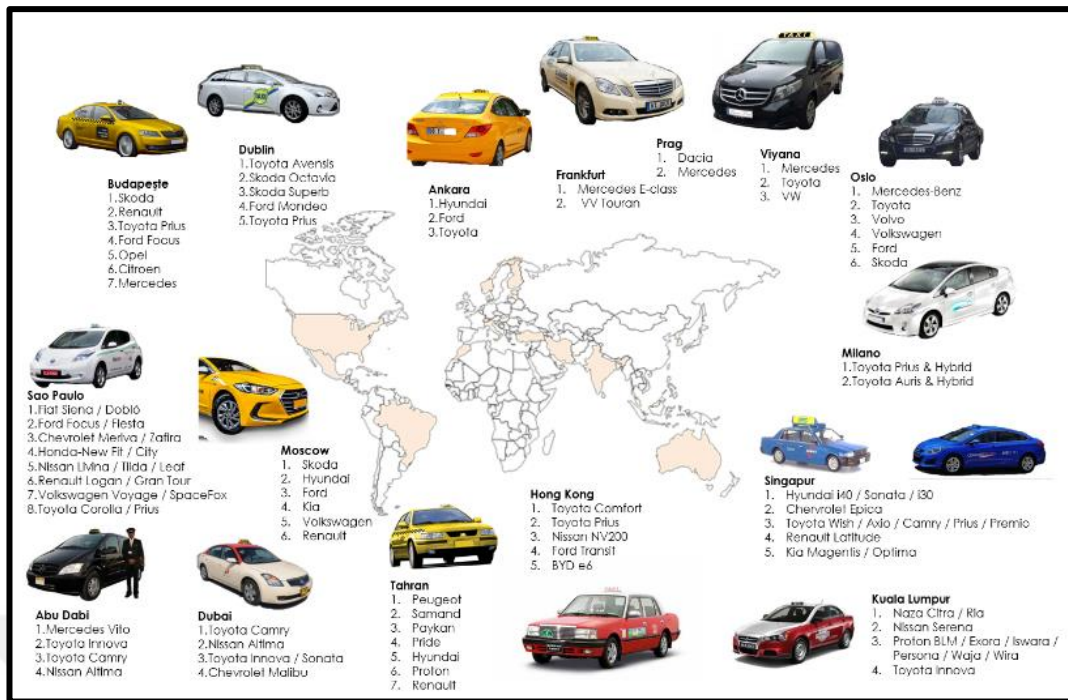 Budapeşte
1.Skoda
2.Renault
3.Toyota Prius
4.Ford Focus
5.Opel
6.Citroen
7.Mercedes
Dublin
1.Toyota Avensis
2.Skoda Octavia
3.Skoda Superb
4.Ford Mondeo
5.Toyota Prius
Ankara
1.Hyundai
2.Ford
3.Toyota
Frankfurt
1. Mercedes E-class
2. VV Touran
Prag
1. Dacia
2. Mercedes
TAXI
Viyana
1. Mercedes
2. Toyota
3. VW
Oslo
1. Mercedes-Benz
2. Toyota
3. Volvo
4. Volkswagen
5. Ford
6. Skoda
Milano
1.Toyota Prius & Hybrid
2.Toyota Auris & Hybrid
Sao Paulo
1.Fiat Siena / Dobló
2.Ford Focus / Fiesta
3.Chevrolet Meriva / Zafira
4.Honda-New Fit / City
5.Nissan LMna / Tiida / Leaf
6.Renault Logan / Gran Tour
7.Volkswagen Voyage / SpaceFox
8.Toyota Corolla / Prius
Moscow
1. Skoda
2. Hyundai
3. Ford
4. Kia
5. Volkswagen
6. Renault
Hong Kong
1. Toyota Comfort
2. Toyota Prius
3. Nissan NV200
4. Ford Transit
5. BYD e6
Singapur
1. Hyundai i40 / Sonata / i30
2. Chervrolet Epica
3. Toyota Wish / Axio / Camry / Prius / Premio
4. Renault Latitude
5. Kia Magentis / Optima
Abu Dabi
1.Mercedes Vito
2.Toyota Innova
3.Toyota Camry
4.Nissan Altima
Dubai
1.Toyota Camry
2.Nissan Altima
3.Toyota Innova / Sonata
4.Chevrolet Malibu
Tahran
1. Peugeot
2. Samand
3. Paykan
4. Pride
5. Hyundai
6. Proton
7. Renault
TAXI
Kuala Lumpur
1. Naza Citra / Ria
2. Nissan Serena
3. Proton BLM / Exora / Iswara /
Persona / Waja / Wira
4. Toyota Innova